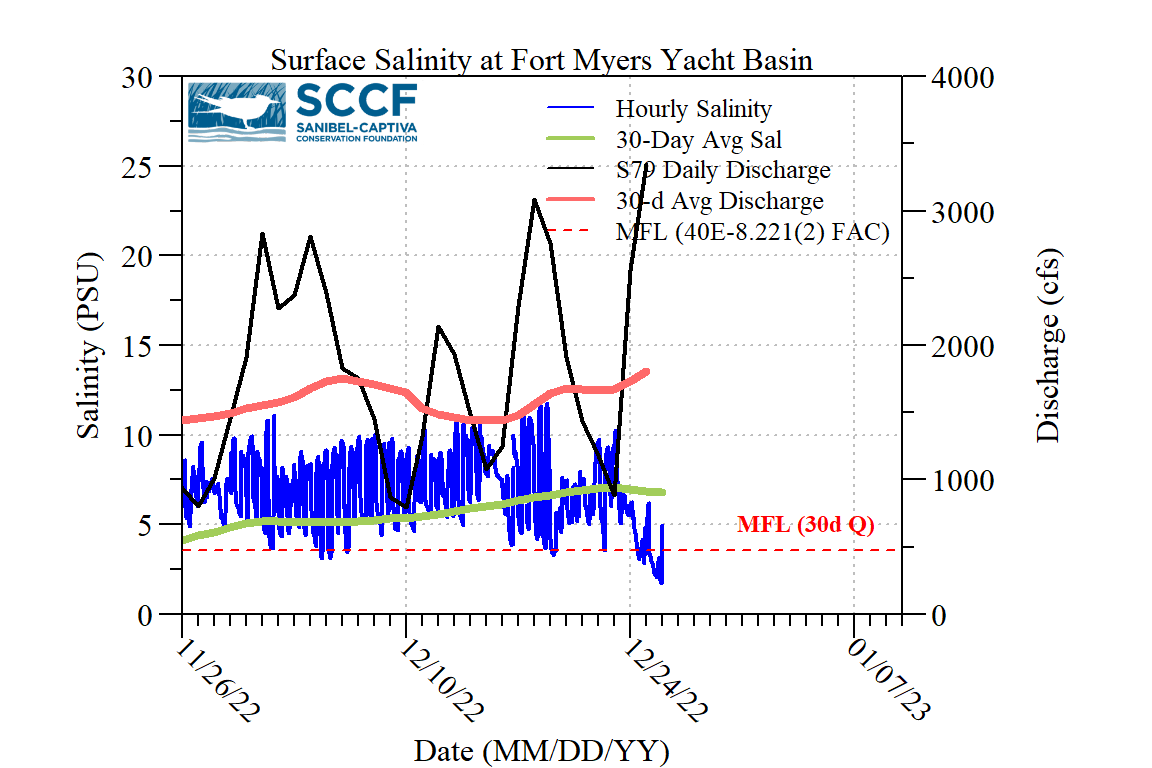 Surface Salinity at Fort Myers Yacht Basin
SCCF
SANIBEL-CAPTIVA
CONSERVATION FOUNDATION
Hourly Salinity
30-Day Avg Sal
S79 Daily Discharge
30-d Avg Discharge
MFL (40E-8.221(2) FAC)
30
25
20
15
10
5
0
Salinity (PSU)
4000
3000
2000
1000
0
Discharge (cfs)
MFL (30d Q)
11/26/22
12/10/22
12/24/22
01/07/23
Date (MM/DD/YY)